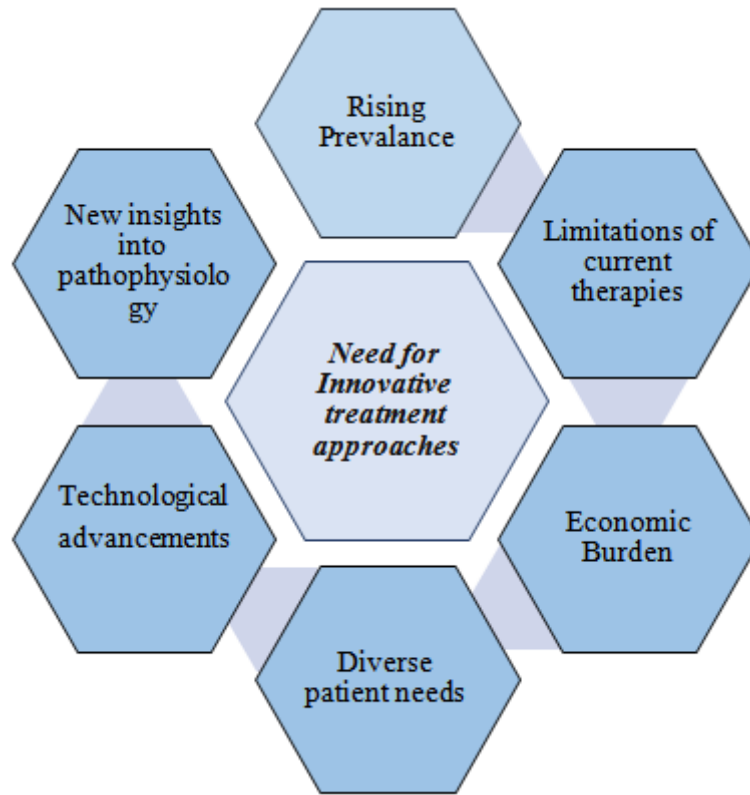 Rising
Prevalance
New insights
into
pathophysiolo
gy
Limitations of
current
therapies
Need for
Innovative
treatment
approaches
Technological
advancements
Economic
Burden
Diverse
patient needs